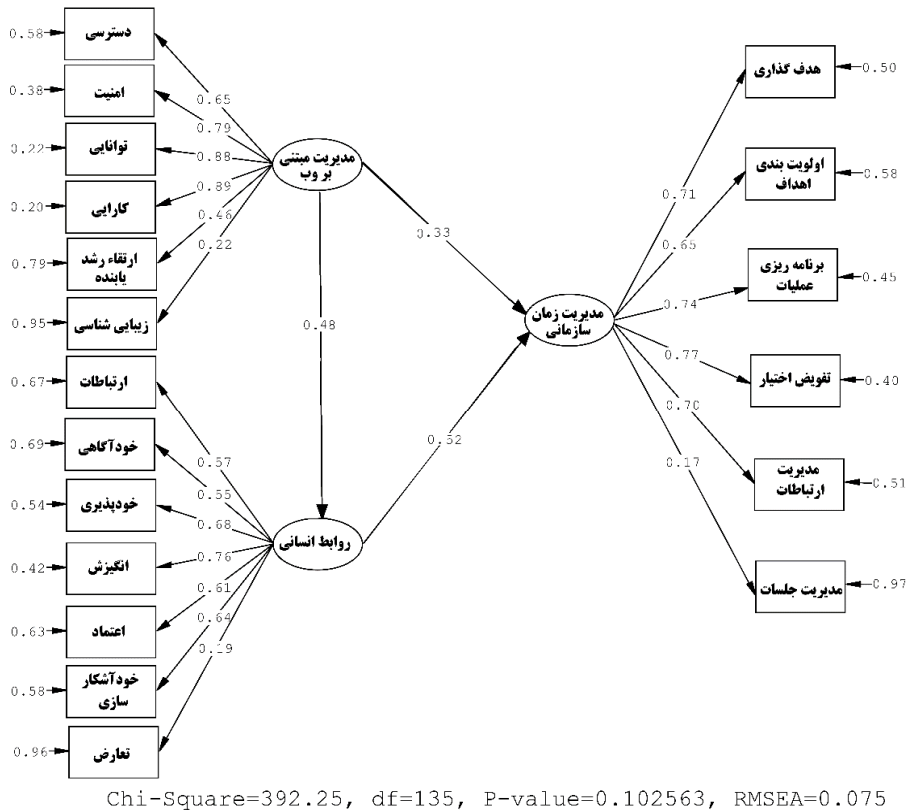 0.58
دسترسی
0.38
امنیت
0.22
توانایی
0.20
کارایی
0.79
ارتقاء رشد
یابنده
0.95
زیبایی شناسی
0.67
ارتباطات
0.69
خودآگاهی
0.54
خودپذیری
0.42
انگیزش
0.63
اعتماد
0.58
خودآشکار
سازی
0.96
تعارض
0.65
0.79
0.88
0.89
0.46
0.22
مدیریت مبتنی
بر وب
0.48
0.57
0.55
0.68
0.76
0.61
0.64
0.19
روابط انسانی
0.33
0.52
مدیریت زمان
سازمانی
0.71
0.65
0.74
0.77
0.70
0.17
هدف گذاری
0.50
اولویت بندی
اهداف
0.58
برنامه ریزی
عملیات
0.45
تفویض اختیار
0.40
مدیریت
ارتباطات
0.51
مدیریت جلسات
0.97
Chi-Square=392.25, df=135, P-value=0.102563, RMSEA=0.075